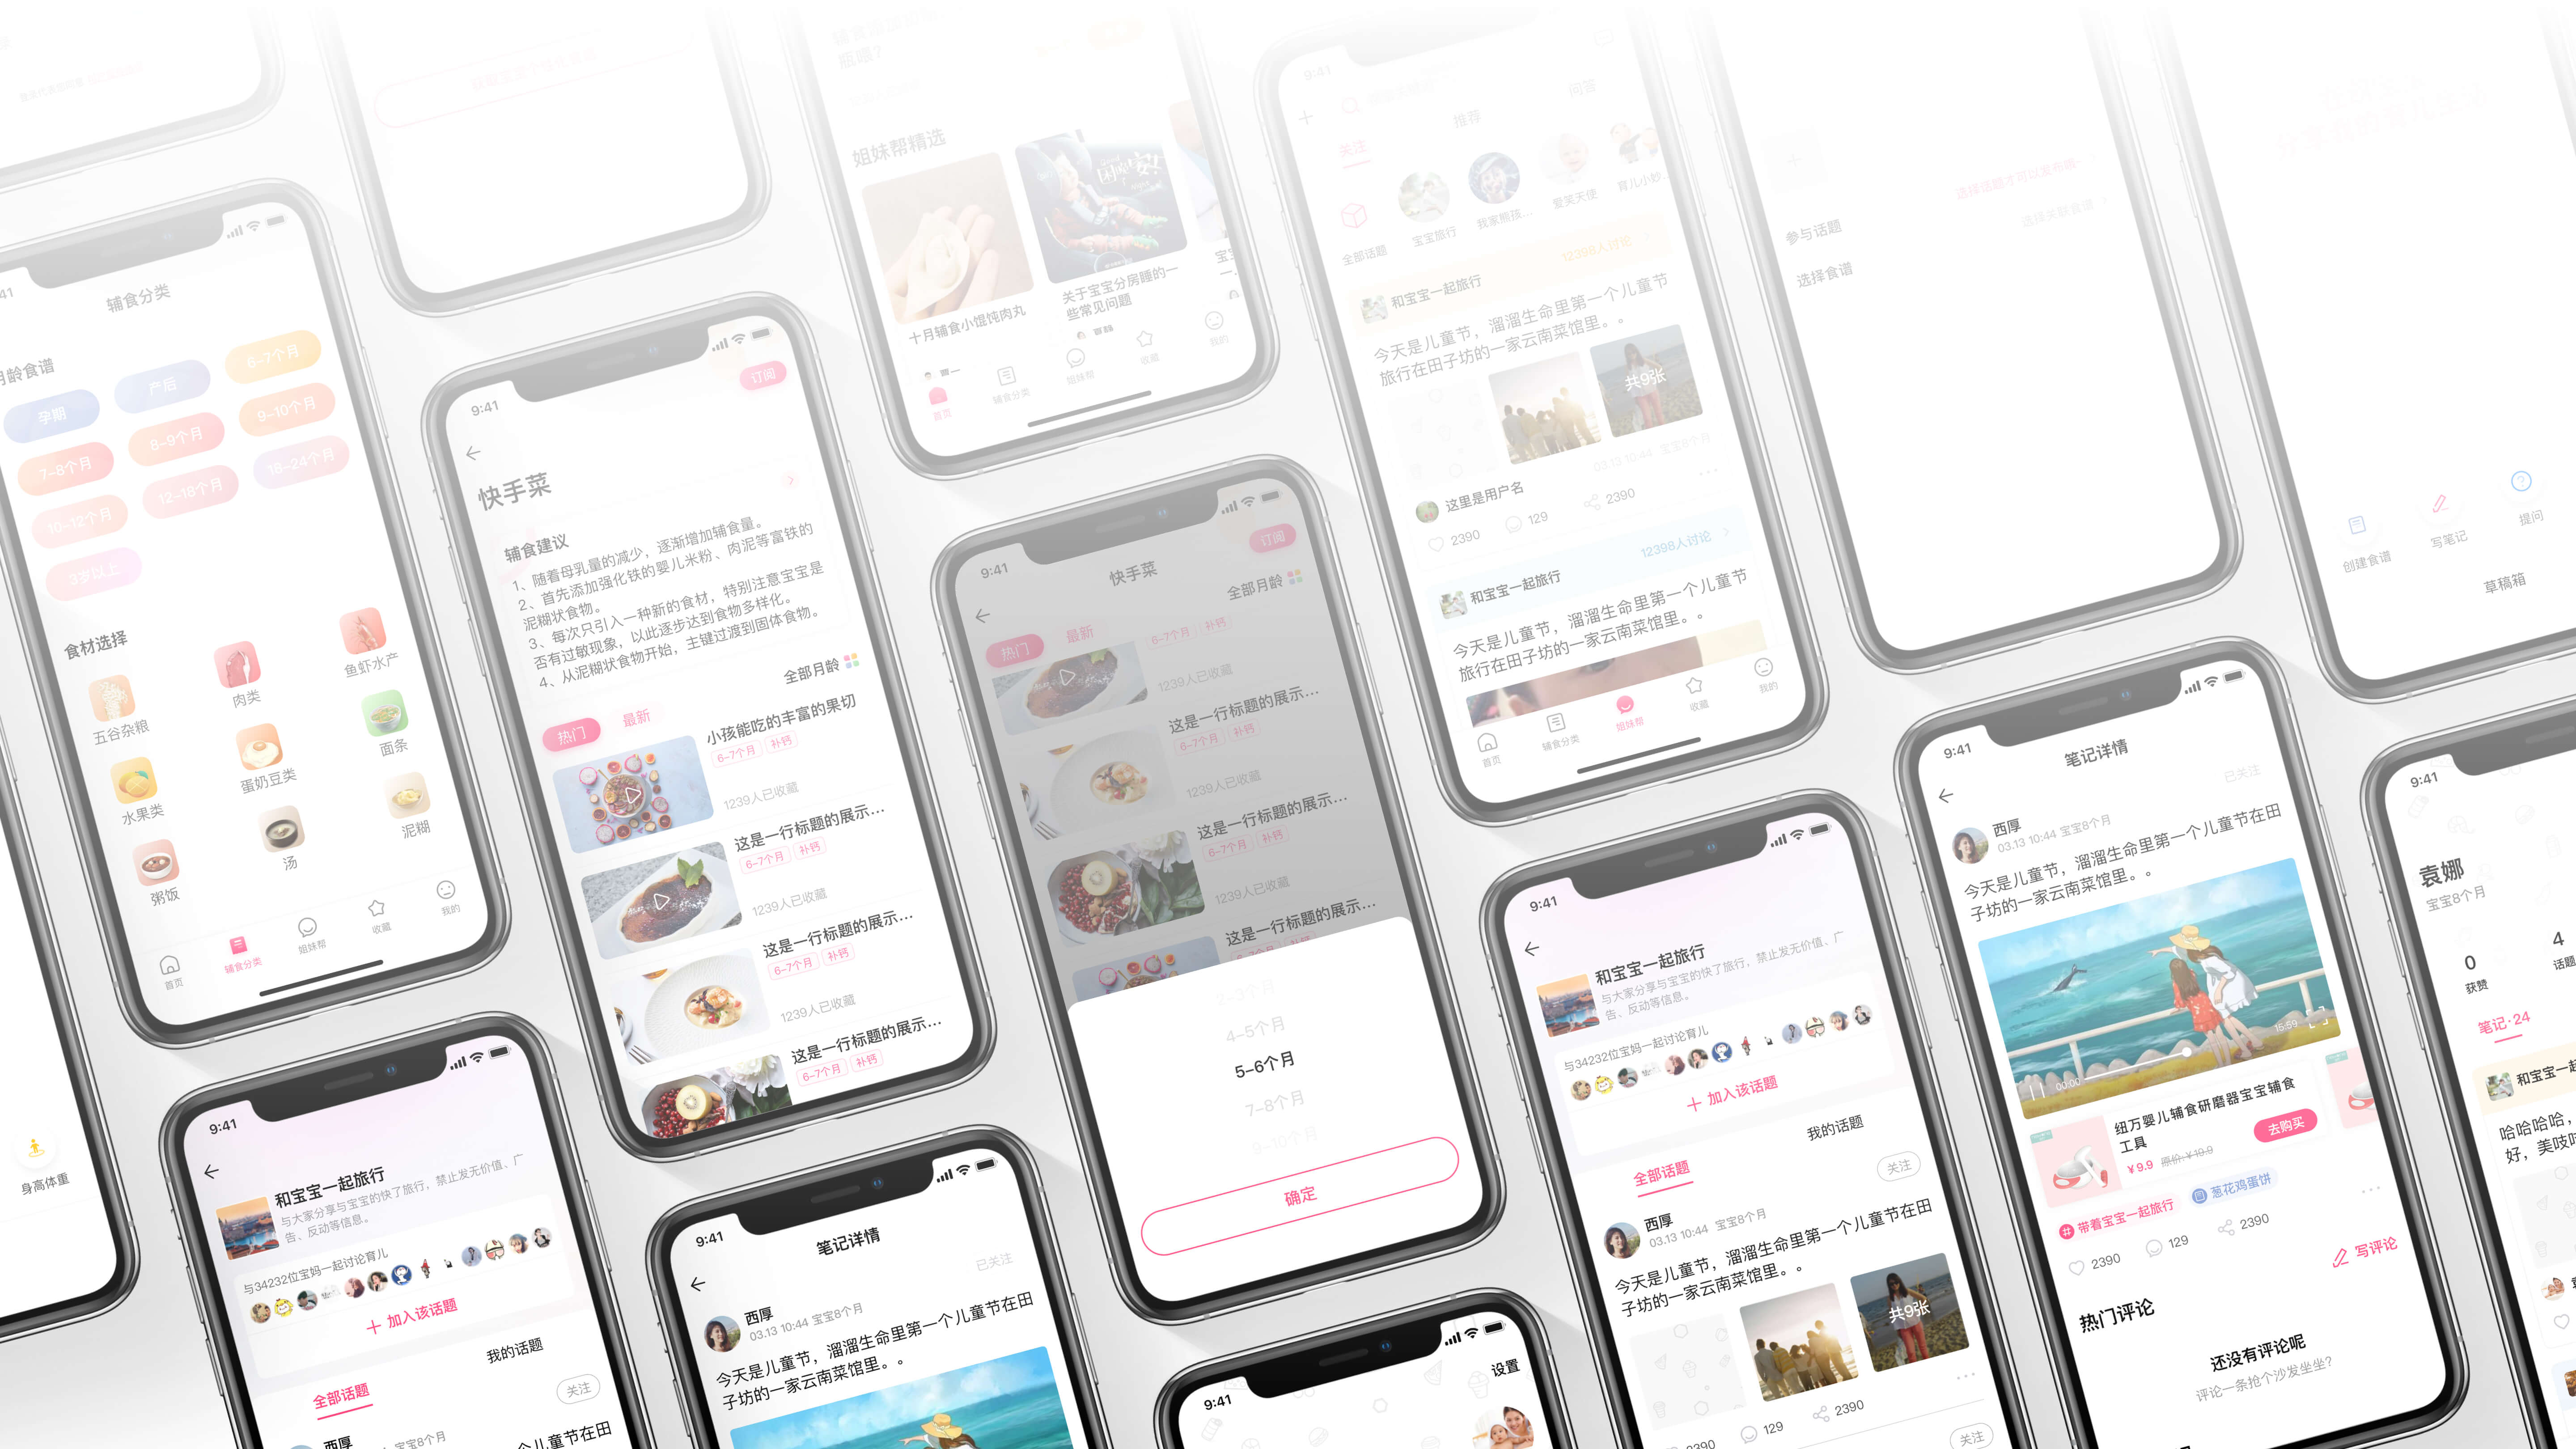 9:41
辅食分类
月龄食谱
孕期
产后
6-7个月
7-8个月
8-9个月
9-10个月
10-12个月
12-18个月
18-24个月
3岁以上
食材选择
五谷杂粮
肉类
鱼虾水产
水果类
蛋奶豆类
面条
粥饭
汤
泥糊
首页
辅食分类
姐妹帮
收藏
我的
身高体重
9:41
订阅
快手菜
辅食建议
1、随着母乳量的减少，逐渐增加辅食量。
2、首先添加强化铁的婴儿米粉、肉泥等富铁的
泥糊状食物。
3、每次只引入一种新的食材，特别注意宝宝是
否有过敏现象，以此逐步达到食物多样化。
4、从泥糊状食物开始，主键过渡到固体食物。
全部月龄
热门
最新
小孩能吃的丰富的果切
6-7个月
补钙
1239人已收藏
这是一行标题的展示...
6-7个月
补钙
1239人已收藏
这是一行标题的展示...
6-7个月
补钙
1239人已收藏
这是一行标题的展示...
6-7个月
补钙
姐妹帮精选
十月辅食小馄饨肉丸
关于宝宝分房睡的一
些常见问题
首页
辅食分类
姐妹帮
收藏
我的
9:41
快手菜
订阅
全部月龄
热门
最新
6-7个月
补钙
1239人已收藏
这是一行标题的展示...
6-7个月
补钙
1239人已收藏
这是一行标题的展示...
6-7个月
补钙
1239人已收藏
这是一行标题的展示...
4-5个月
5-6个月
7-8个月
9-10个月
确定
9:41
关注
推荐
问答
全部话题
宝宝旅行
我家熊孩...
爱笑天使
育儿小妙...
和宝宝一起旅行
12398人讨论
今天是儿童节，溜溜生命里第一个儿童节
旅行在田子坊的一家云南菜馆里。。
共9张
03.13 10:44 宝宝8个月
这里是用户名
2390
129
2390
和宝宝一起旅行
12398人讨论
今天是儿童节，溜溜生命里第一个儿童节
旅行在田子坊的一家云南菜馆里。。
首页
辅食分类
姐妹帮
收藏
我的
参与话题
选择食谱
创建食谱
写笔记
提问
草稿箱
9:41
和宝宝一起旅行
与大家分享与宝宝的快了旅行，禁止发无价值、广
告、反动等信息。
与34232位宝妈一起讨论育儿
+ 加入该话题
全部话题
我的话题
西厚
关注
宝宝8个月
9:41
笔记详情
西厚
03.13 10:44 宝宝8个月
已关注
今天是儿童节，溜溜生命里第一个儿童节在田
子坊的一家云南菜馆里。。
9:41
设置
9:41
和宝宝一起旅行
与大家分享与宝宝的快了旅行，禁止发无价值、广
告、反动等信息。
与34232位宝妈一起讨论育儿
+ 加入该话题
全部话题
我的话题
西厚
03.13 10:44 宝宝8个月
关注
今天是儿童节，溜溜生命里第一个儿童节在田
子坊的一家云南菜馆里。。
共9张
2390
129
2390
关注
9:41
笔记详情
西厚
03.13 10:44 宝宝8个月
已关注
今天是儿童节，溜溜生命里第一个儿童节在田
子坊的一家云南菜馆里。。
00:00
15:59
纽万婴儿辅食研磨器宝宝辅食
工具
¥9.9
原价:¥19.9
去购买
带着宝宝一起旅行
葱花鸡蛋饼
2390
129
2390
写评论
热门评论
还没有评论呢
评论一条抢个沙发坐坐?
9:41
袁娜
宝宝8个月
0
获赞
4
话题
笔记·24
和宝宝一起
哈哈哈哈，